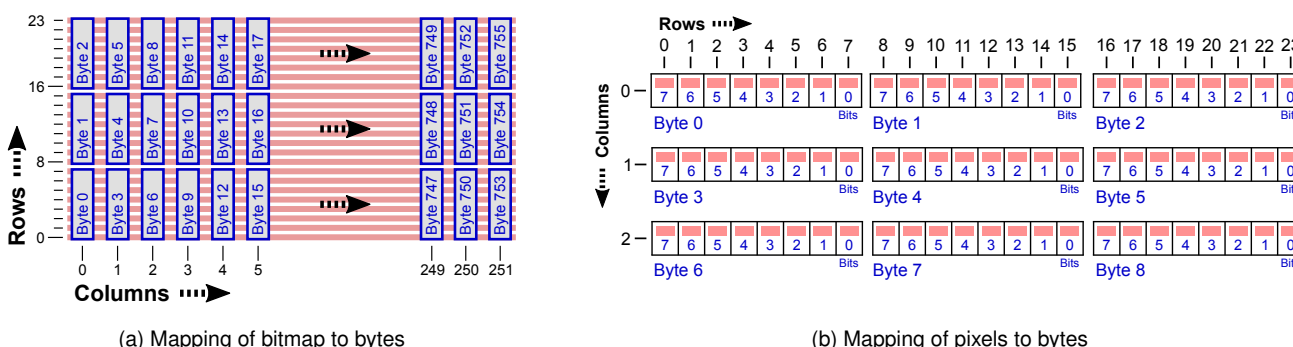 23
Byte 2 Byte 5 Byte 8 Byte 11 Byte 14 Byte 17 Byte 749 Byte 752 Byte 755
16
Byte 1 Byte 4 Byte 7 Byte 10 Byte 13 Byte 16 Byte 748 Byte 751 Byte 754
8
Byte 0 Byte 3 Byte 6 Byte 9 Byte 12 Byte 15 Byte 747 Byte 750 Byte 753
0
Rows
0 1 2 3 4 5 249 250 251
Columns
(a) Mapping of bitmap to bytes
Rows
0 1 2 3 4 5 6 7 8 9 10 11 12 13 14 15 16 17 18 19 20 21 22 23
Columns
0
7 6 5 4 3 2 1 0 7 6 5 4 3 2 1 0 7 6 5 4 3 2 1 0
Byte 0 Bits Byte 1 Bits Byte 2 Bit
1
7 6 5 4 3 2 1 0 7 6 5 4 3 2 1 0 7 6 5 4 3 2 1 0
Byte 3 Bits Byte 4 Bits Byte 5 Bit
2
7 6 5 4 3 2 1 0 7 6 5 4 3 2 1 0 7 6 5 4 3 2 1 0
Byte 6 Bits Byte 7 Bits Byte 8 Bit
(b) Mapping of pixels to bytes